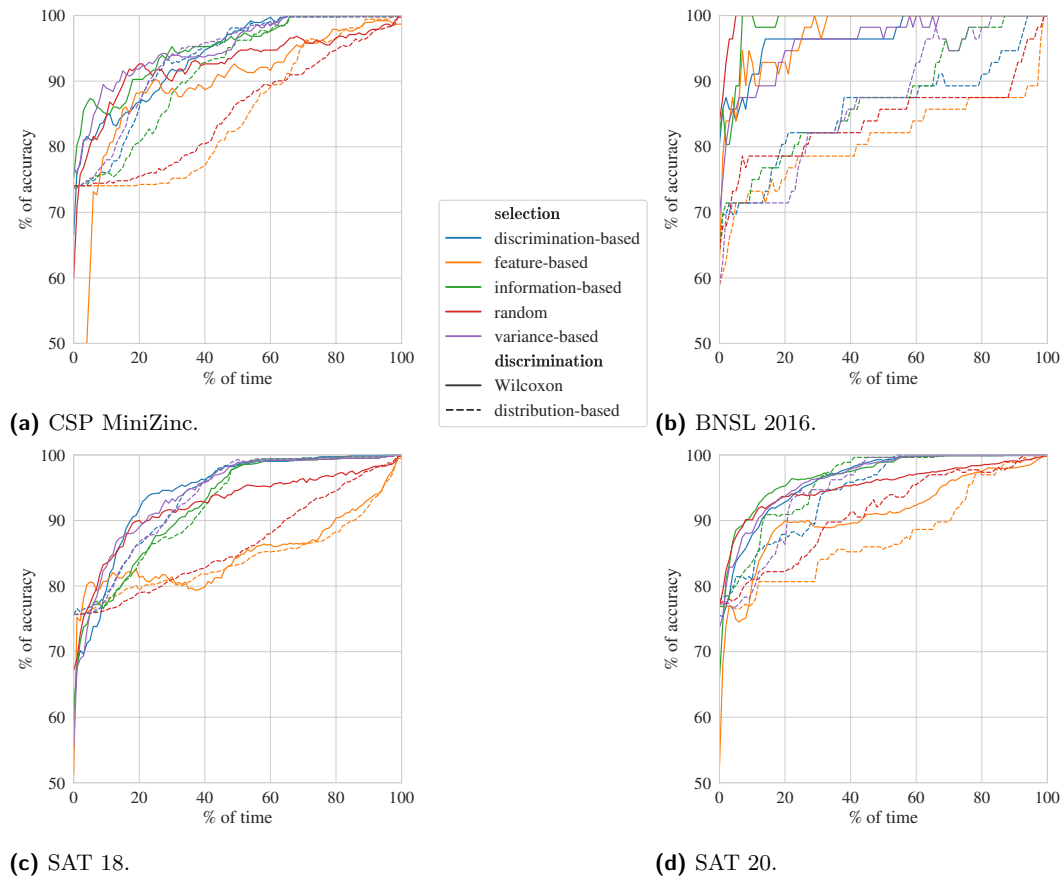 100
90
80
70
60
50
% of accuracy
0
20
40
60
80
100
% of time
(a) CSP MiniZinc.
selection
discrimination-based
feature-based
information-based
random
variance-based
discrimination
Wilcoxon
distribution-based
100
90
80
70
60
50
% of accuracy
0
20
40
60
80
100
% of time
(b) BNSL 2016.
100
90
80
70
60
50
% of accuracy
0
20
40
60
80
100
% of time
(c) SAT 18.
100
90
80
70
60
50
% of accuracy
0
20
40
60
80
100
% of time
(d) SAT 20.